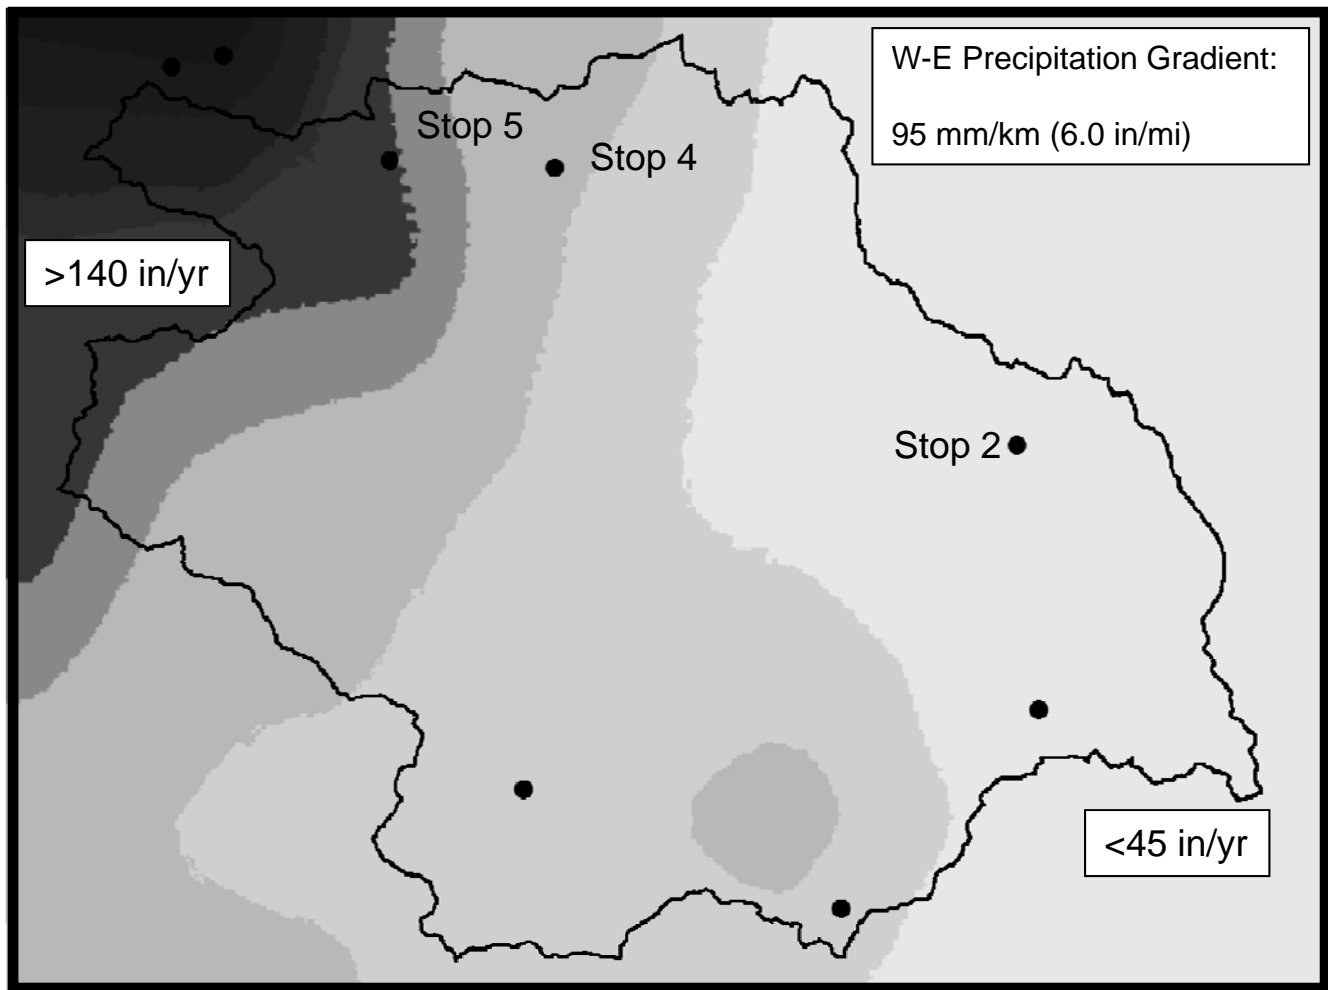 W-E Precipitation Gradient:
95 mm/km (6.0 in/mi)
Stop 5
Stop 4
>140 in/yr
Stop 2
<45 in/yr